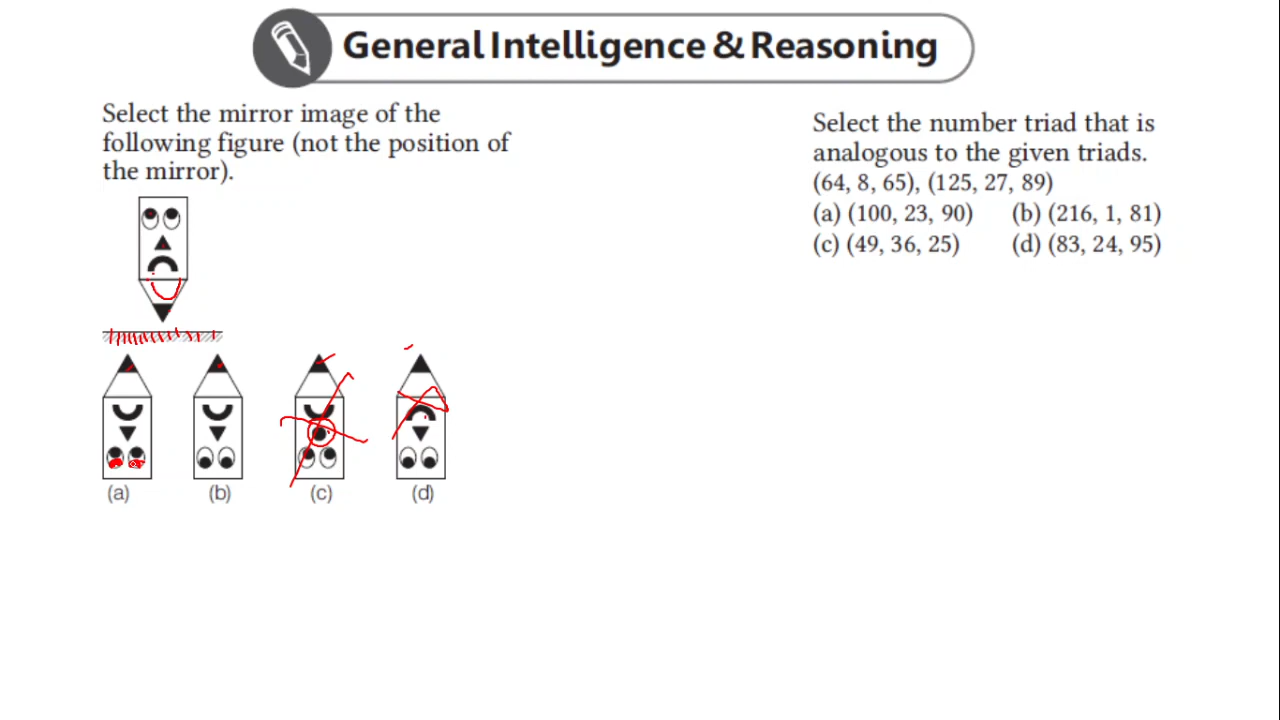 General Intelligence & Reasoning
Select the mirror image of the
following figure (not the position of
the mirror).
(a)
(b)
(c)
(d)
Select the number triad that is
analogous to the given triads.
(64, 8, 65), (125, 27, 89)
(a) (100, 23, 90) (b) (216, 1, 81)
(c) (49, 36, 25) (d) (83, 24, 95)